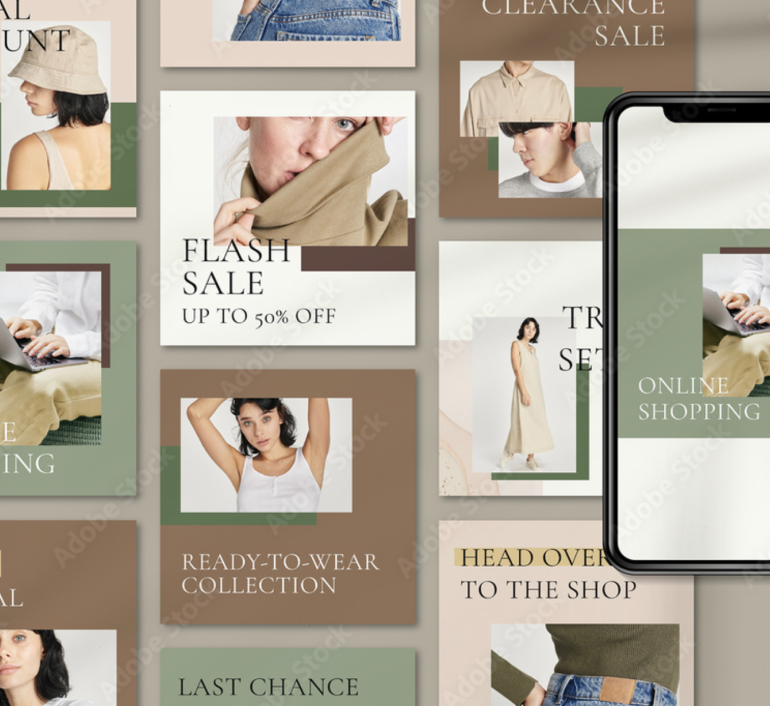 AL
UNT
E
ING
AL
FLASH
SALE
UP TO 50% OFF
READY-TO-WEAR
COLLECTION
LAST CHANCE
CLEARANCE
SALE
TR
SET
HEAD OVER
TO THE SHOP
ONLINE
SHOPPING
Adobe Stock